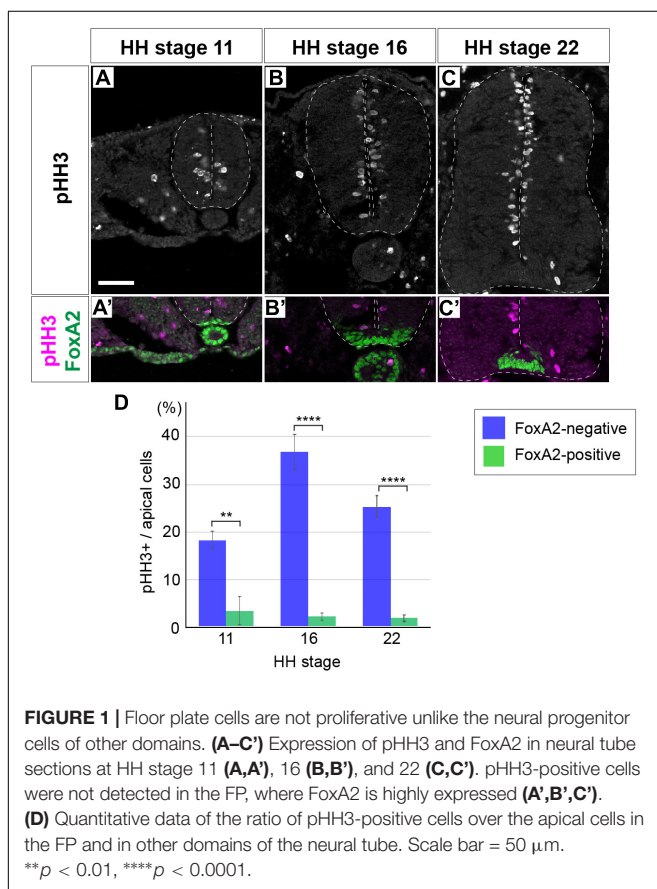 HH stage 11
HH stage 16
HH stage 22
pHH3
A
B
C
pHH3
FoxA2
A’
B’
C’
D
(%)
pHH3+ / apical cells
40
30
20
10
0
**
****
****
11
16
22
HH stage
FoxA2-negative
FoxA2-positive
FIGURE 1 | Floor plate cells are not proliferative unlike the neural progenitor
cells of other domains. (A–C’) Expression of pHH3 and FoxA2 in neural tube
sections at HH stage 11 (A,A’), 16 (B,B’), and 22 (C,C’). pHH3-positive cells
were not detected in the FP, where FoxA2 is highly expressed (A’,B’,C’).
(D) Quantitative data of the ratio of pHH3-positive cells over the apical cells in
the FP and in other domains of the neural tube. Scale bar = 50 μm.
**p < 0.01, ****p < 0.0001.